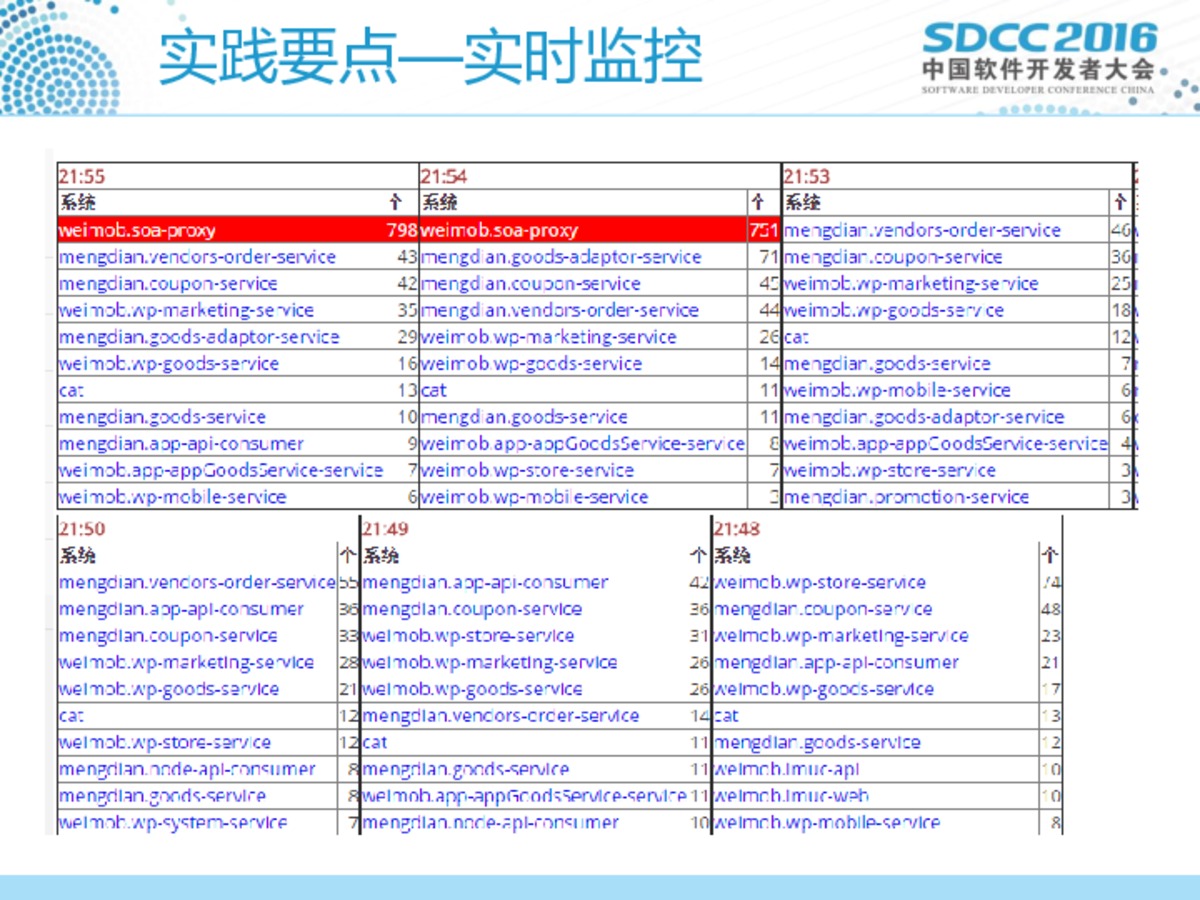 实践要点—实时监控
SDCC 2016
中国软件开发者大会
SOFTWARE DEVELOPER CONFERENCE CHINA
21:55 21:54 21:53
系统 个 系统 个 系统 个
weimob.soa-proxy 798 weimob.soa-proxy 751 mengdian.vendors-order-service 46
mengdian.vendors-order-service 43 mengdian.goods-adaptor-service 71 mengdian.coupon-service 36
mengdian.coupon-service 42 mengdian.coupon-service 45 weimob.wp-marketing-service 25
weimob.wp-marketing-service 35 mengdian.vendors-order-service 44 weimob.wp-goods-service 18
mengdian.goods-adaptor-service 29 weimob.wp-marketing-service 26 cat 12
weimob.wp-goods-service 16 weimob.wp-goods-service 14 mengdian.goods-service 7
cat 13 cat 11 weimob.wp-mobile-service 6
mengdian.goods-service 10 mengdian.goods-service 11 mengdian.goods-adaptor-service 6
mengdian.app-api-consumer 9 weimob.app-appGoodsService-service 8 weimob.app-appGoodsService-service 4
weimob.app-appGoodsService-service 7 weimob.wp-store-service 7 weimob.wp-store-service 3
weimob.wp-mobile-service 6 weimob.wp-mobile-service 3 mengdian.promotion-service 3
21:50 21:49 21:48
系统 个 系统 个 系统 个
mengdian.vendors-order-service 55 mengdian.app-api-consumer 42 weimob.wp-store-service 74
mengdian.app-api-consumer 36 mengdian.coupon-service 36 mengdian.coupon-service 48
mengdian.coupon-service 33 weimob.wp-store-service 31 weimob.wp-marketing-service 23
weimob.wp-marketing-service 28 weimob.wp-marketing-service 26 mengdian.app-api-consumer 21
weimob.wp-goods-service 21 weimob.wp-goods-service 26 weimob.wp-goods-service 17
cat 12 mengdian.vendors-order-service 14 cat 13
weimob.wp-store-service 12 cat 11 mengdian.goods-service 12
mengdian.node-api-consumer 8 mengdian.goods-service 11 weimob.imuc-api 10
mengdian.goods-service 8 weimob.app-appGoodsService-service 11 weimob.imuc-web 10
weimob.wp-system-service 7 mengdian.node-api-consumer 10 weimob.wp-mobile-service 8